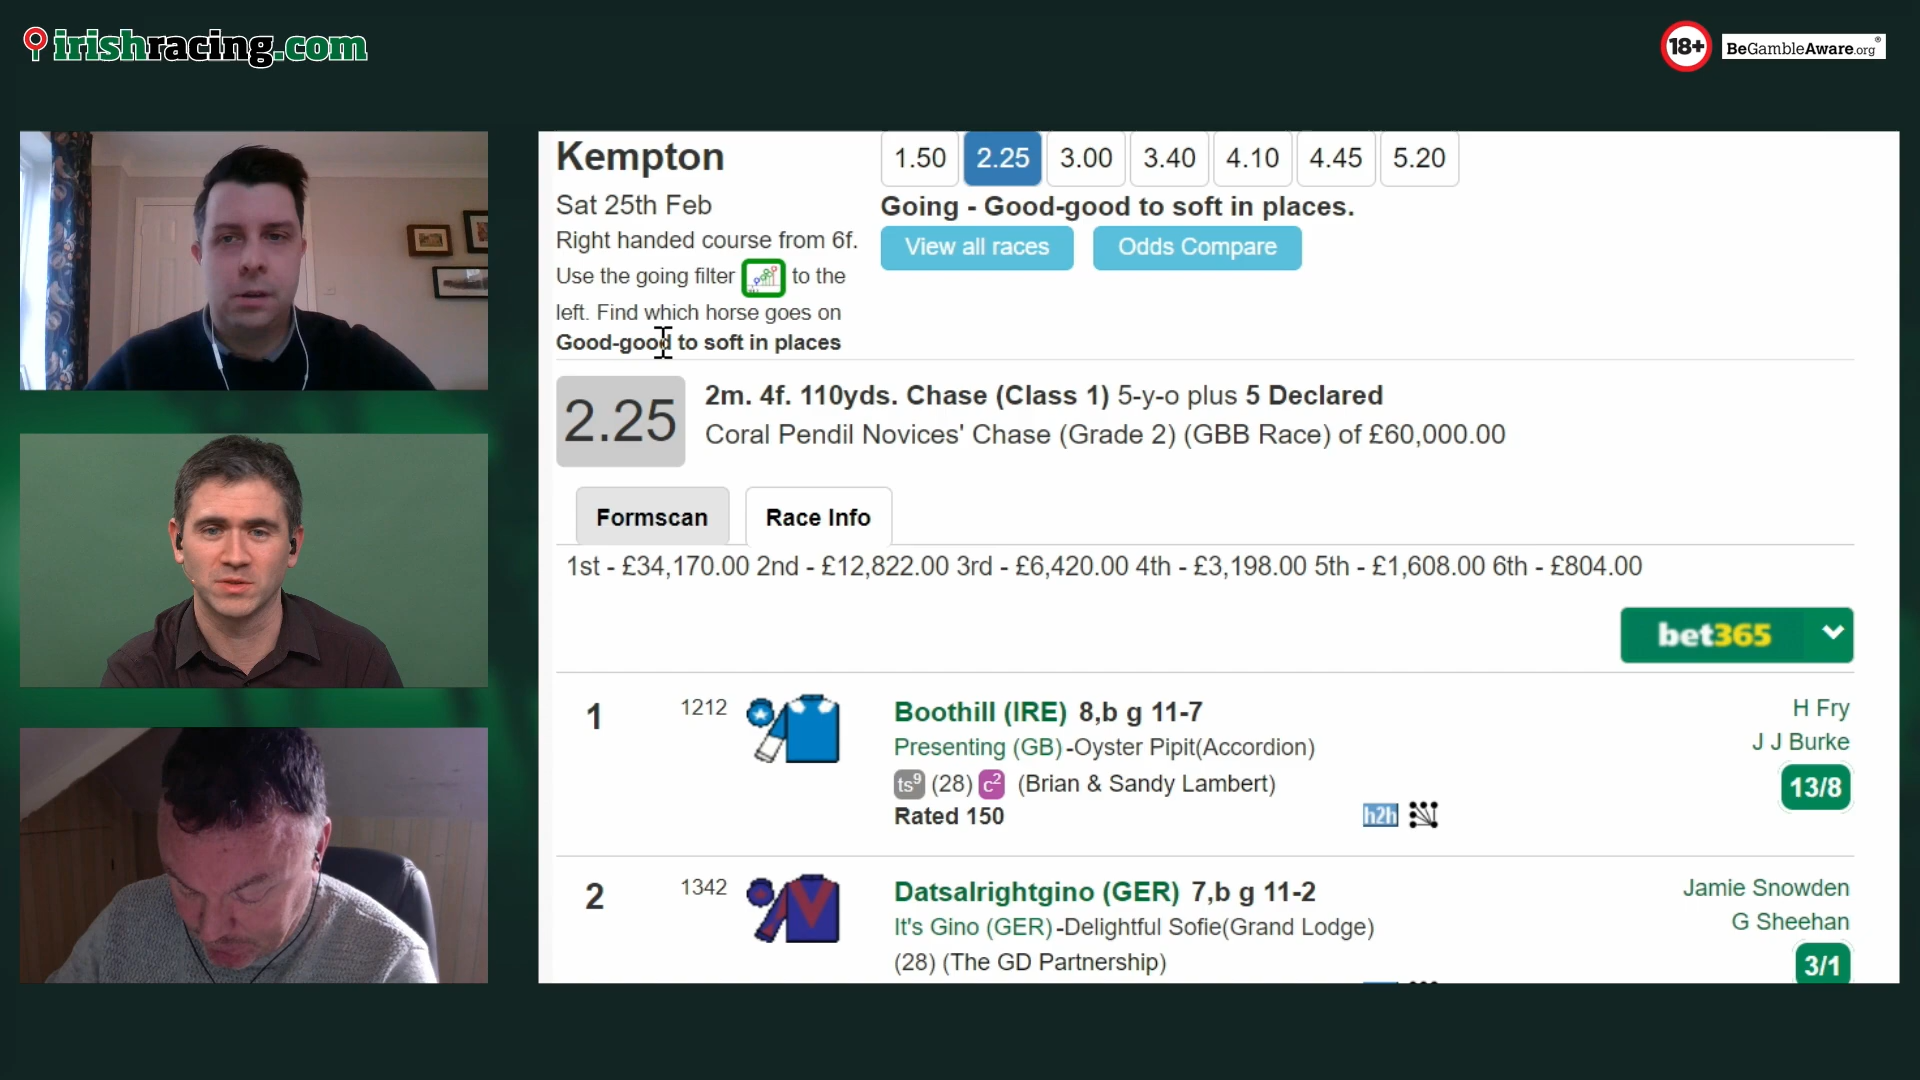 irishracing.com
18+
BeGambleAware.org®
Kempton
1.50 2.25 3.00 3.40 4.10 4.45 5.20
Sat 25th Feb
Going - Good-good to soft in places.
Right handed course from 6f.
View all races Odds Compare
Use the going filter to the
left. Find which horse goes on
Good-good to soft in places
2.25
2m. 4f. 110yds. Chase (Class 1) 5-y-o plus 5 Declared
Coral Pendil Novices' Chase (Grade 2) (GBB Race) of £60,000.00
Formscan Race Info
1st - £34,170.00 2nd - £12,822.00 3rd - £6,420.00 4th - £3,198.00 5th - £1,608.00 6th - £804.00
bet365
1 1212 Boothill (IRE) 8,b g 11-7 H Fry
Presenting (GB)-Oyster Pipit(Accordion) J J Burke
ts9 (28) c2 (Brian & Sandy Lambert) 13/8
Rated 150 h2h
2 1342 Datsalrightgino (GER) 7,b g 11-2 Jamie Snowden
It's Gino (GER)-Delightful Sofie(Grand Lodge) G Sheehan
(28) (The GD Partnership) 3/1